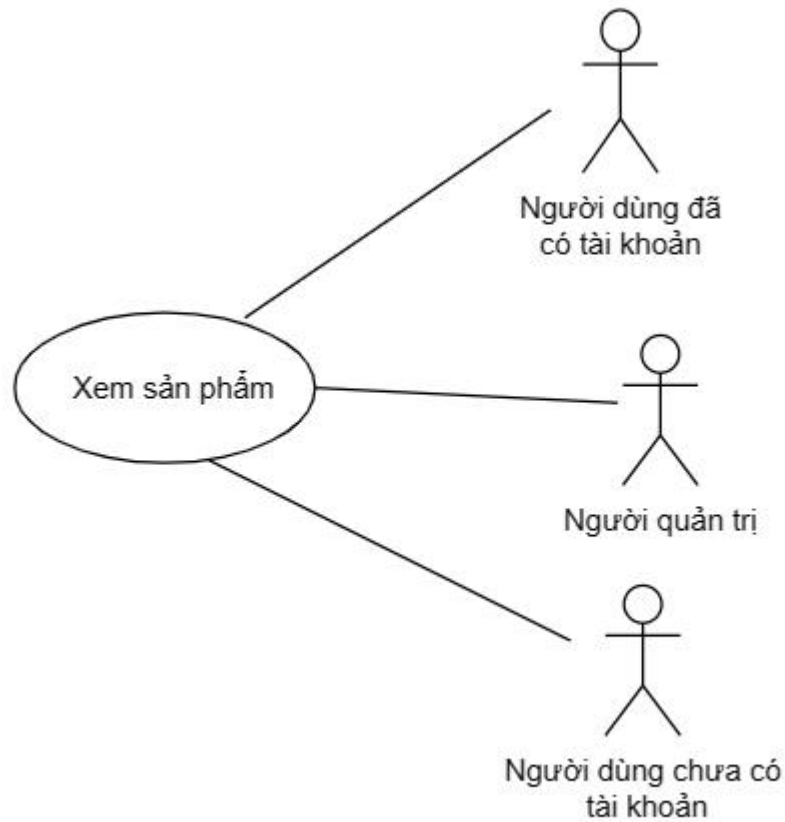 Người dùng đã
có tài khoản
Xem sản phẩm
Người quản trị
Người dùng chưa có
tài khoản